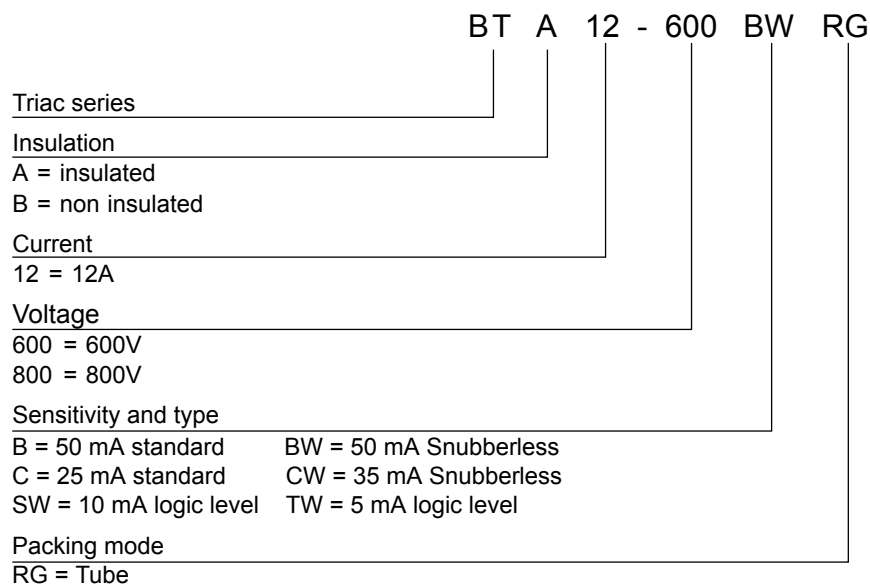 BT A 12 - 600 BW RG
Triac series
Insulation
A = insulated
B = non insulated
Current
12 = 12A
Voltage
600 = 600V
800 = 800V
Sensitivity and type
B = 50 mA standard BW = 50 mA Snubberless
C = 25 mA standard CW = 35 mA Snubberless
SW = 10 mA logic level TW = 5 mA logic level
Packing mode
RG = Tube